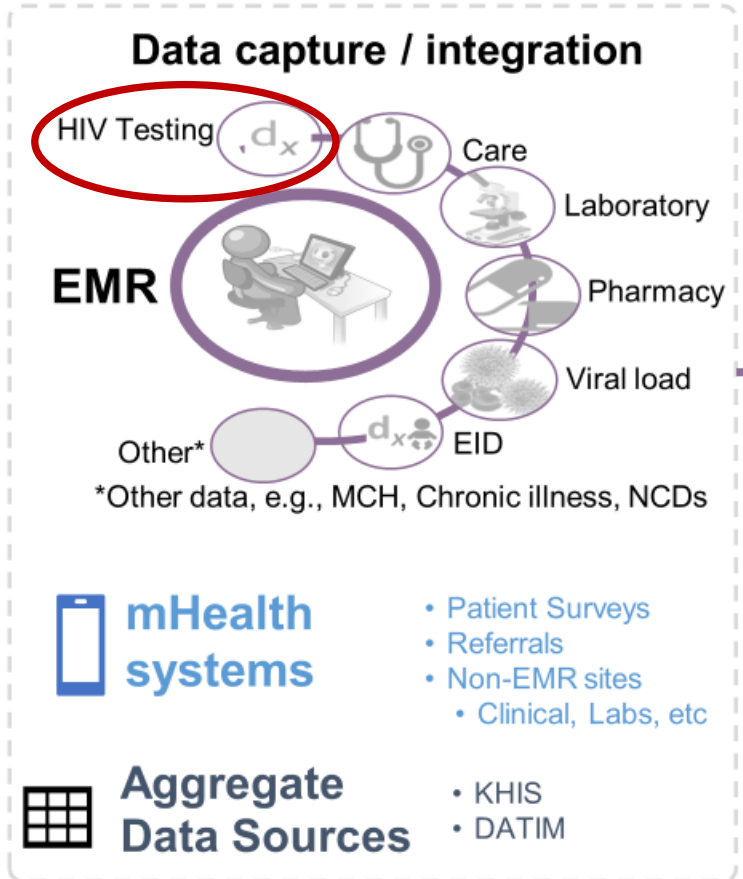 Data capture / integration
HIV Testing
dx
Care
Laboratory
EMR
Pharmacy
Viral load
dx
EID
Other*
*Other data, e.g., MCH, Chronic illness, NCDs
mHealth
systems
• Patient Surveys
• Referrals
• Non-EMR sites
• Clinical, Labs, etc
Aggregate
Data Sources
• KHIS
• DATIM